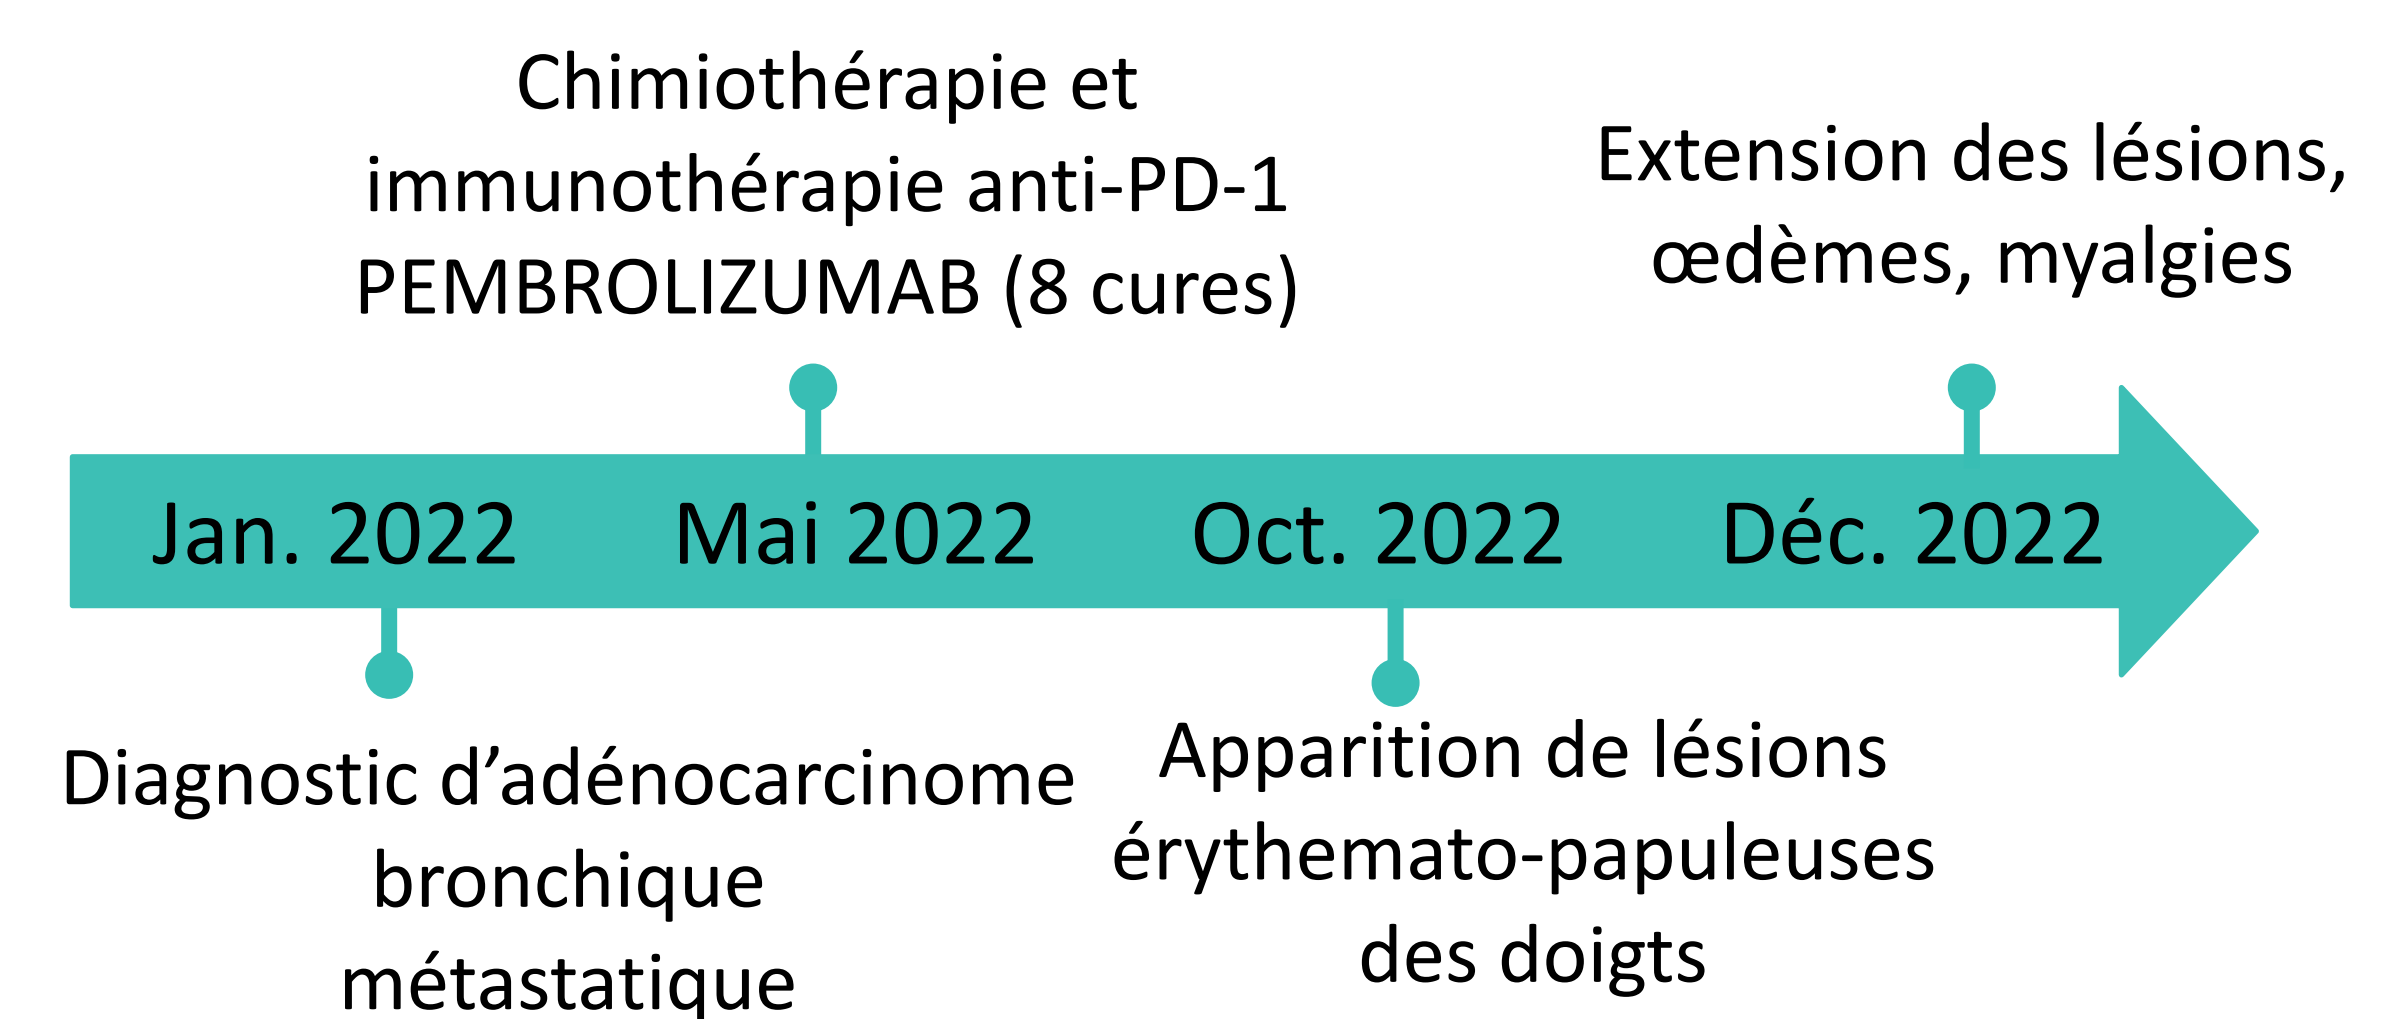 Chimiothérapie et
immunothérapie anti-PD-1
PEMBROLIZUMAB (8 cures)
Extension des lésions,
œdèmes, myalgies
Jan. 2022
Mai 2022
Oct. 2022
Déc. 2022
Diagnostic d’adénocarcinome
bronchique
métastatique
Apparition de lésions
érythemato-papuleuses
des doigts